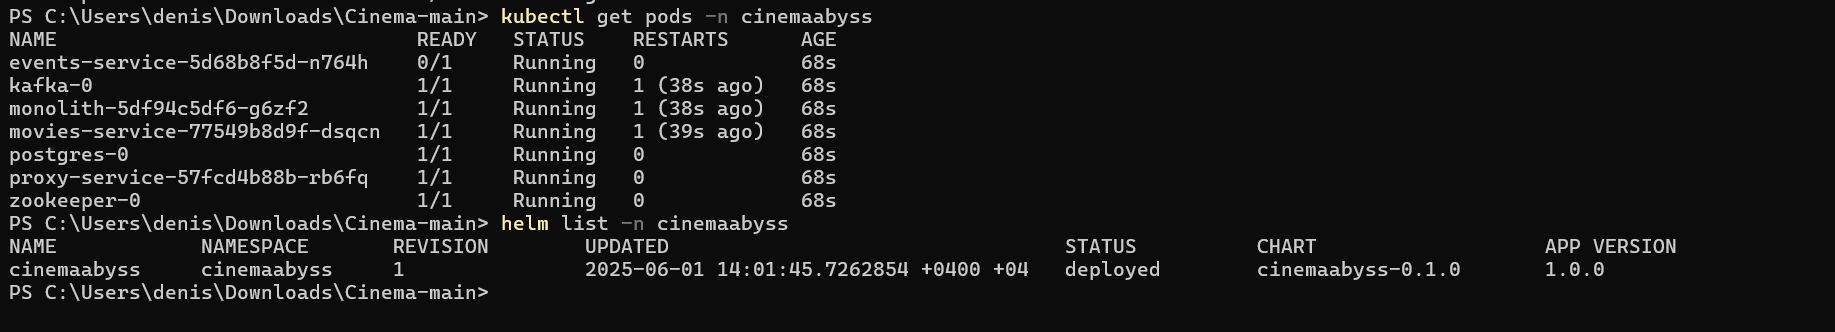 PS C:\Users\denis\Downloads\Cinema-main> kubectl get pods -n cinemaabyss
NAME READY STATUS RESTARTS AGE
events-service-5d68b8f5d-n764h 0/1 Running 0 68s
kafka-0 1/1 Running 1 (38s ago) 68s
monolith-5df94c5df6-g6zf2 1/1 Running 1 (38s ago) 68s
movies-service-77549b8d9f-dsqcn 1/1 Running 1 (39s ago) 68s
postgres-0 1/1 Running 0 68s
proxy-service-57fcd4b88b-rb6fq 1/1 Running 0 68s
zookeeper-0 1/1 Running 0 68s
PS C:\Users\denis\Downloads\Cinema-main> helm list -n cinemaabyss
NAME NAMESPACE REVISION UPDATED STATUS CHART APP VERSION
cinemaabyss cinemaabyss 1 2025-06-01 14:01:45.7262854 +0400 +04 deployed cinemaabyss-0.1.0 1.0.0
PS C:\Users\denis\Downloads\Cinema-main>